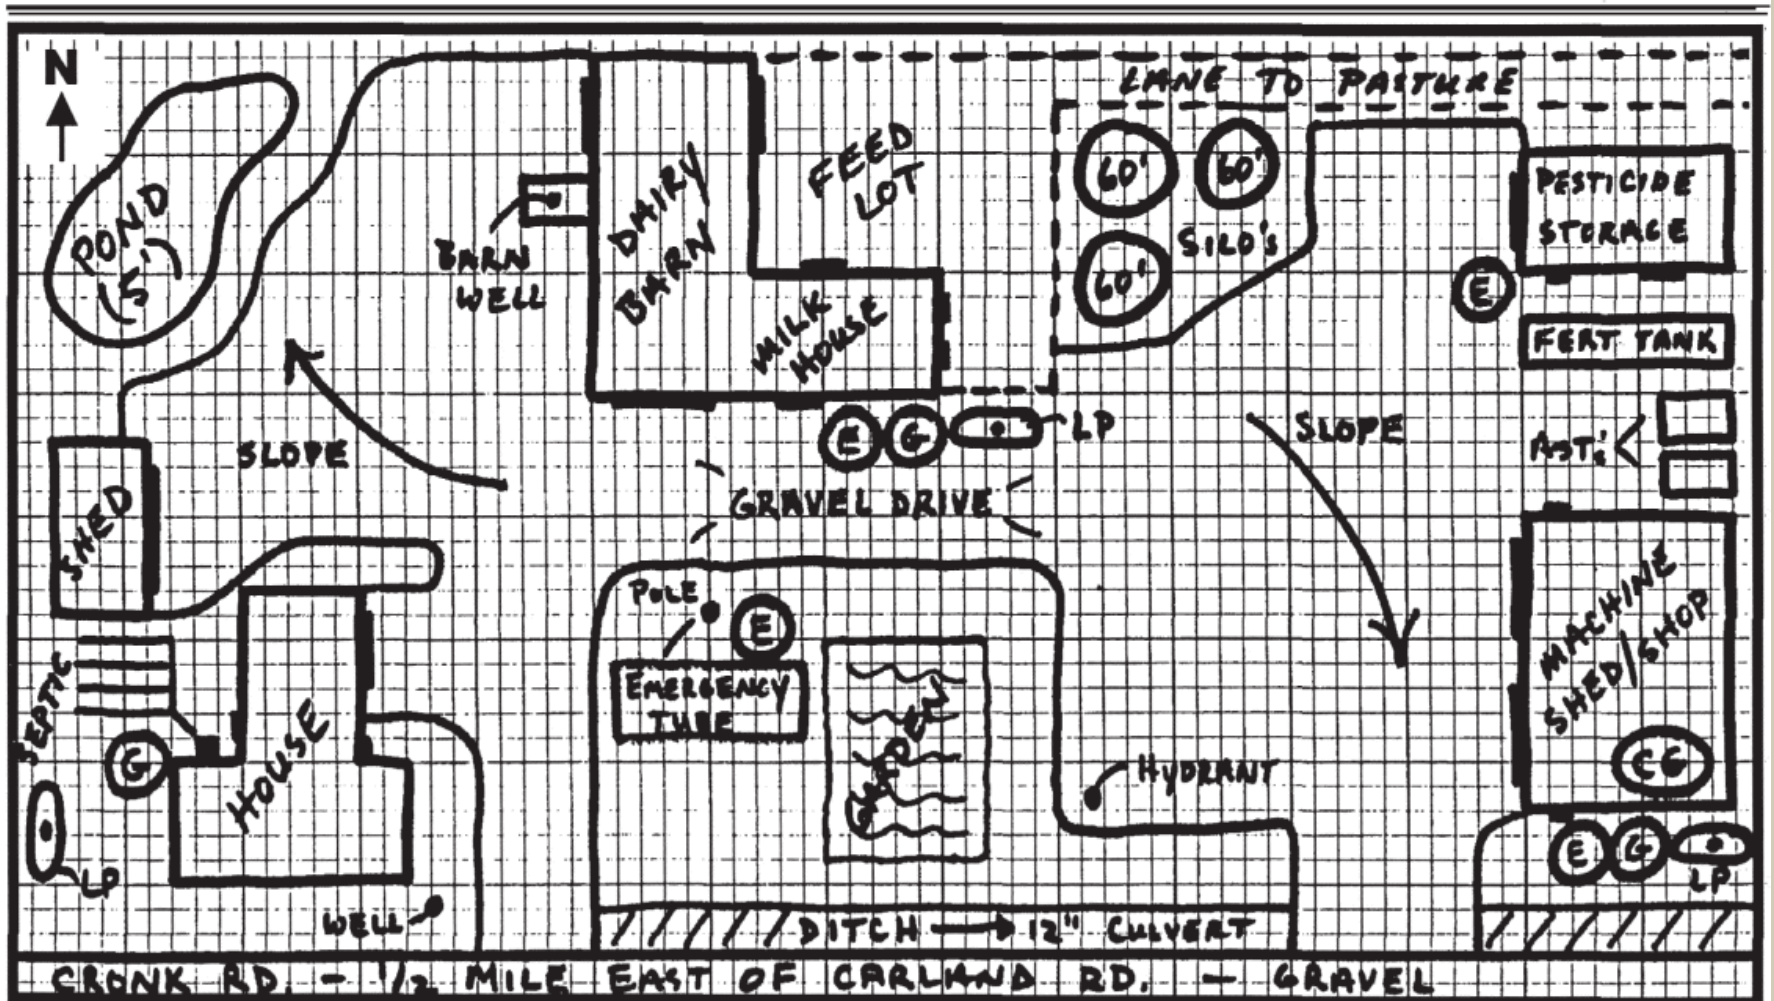 N
LANE TO PASTURE
POND
(5')
BARN
WELL
DAIRY
BARN
FEED
LOT
MILK
HOUSE
60'
60'
60'
SILO'S
PESTICIDE
STORAGE
E
FERT TANK
AST'S
SLOPE
E
G
LP
SLOPE
GRAVEL DRIVE
SHED
POLE
E
EMERGENCY
TUBE
GARDEN
HYDRANT
MACHINE
SHED/SHOP
CG
SEPTIC
G
HOUSE
LP
WELL
E
G
LP
DITCH → 12" CULVERT
CRONK RD. - 1/2 MILE EAST OF CARLAND RD. - GRAVEL